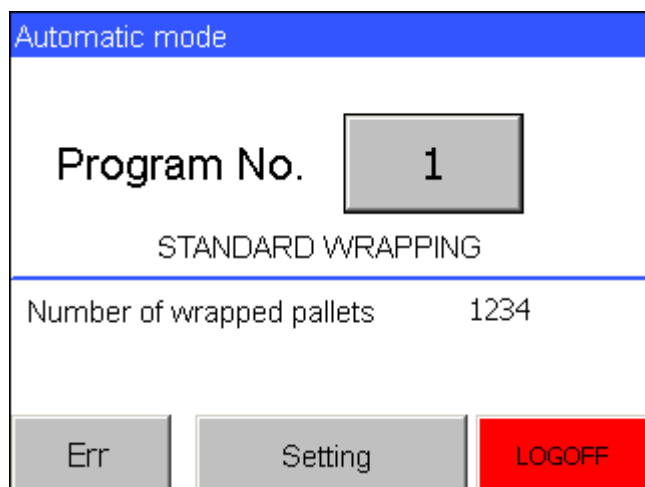 Automatic mode
Program No. 1
STANDARD WRAPPING
Number of wrapped pallets 1234
Err Setting LOGOFF